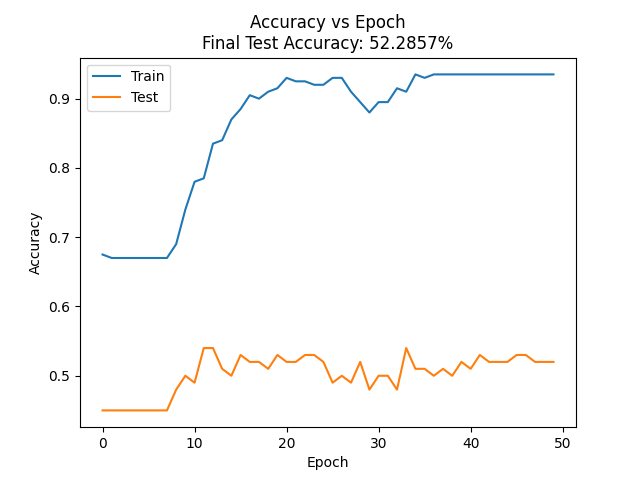 Accuracy vs Epoch
Final Test Accuracy: 52.2857%
Train
Test
0.9
0.8
0.7
0.6
0.5
Accuracy
0 10 20 30 40 50
Epoch